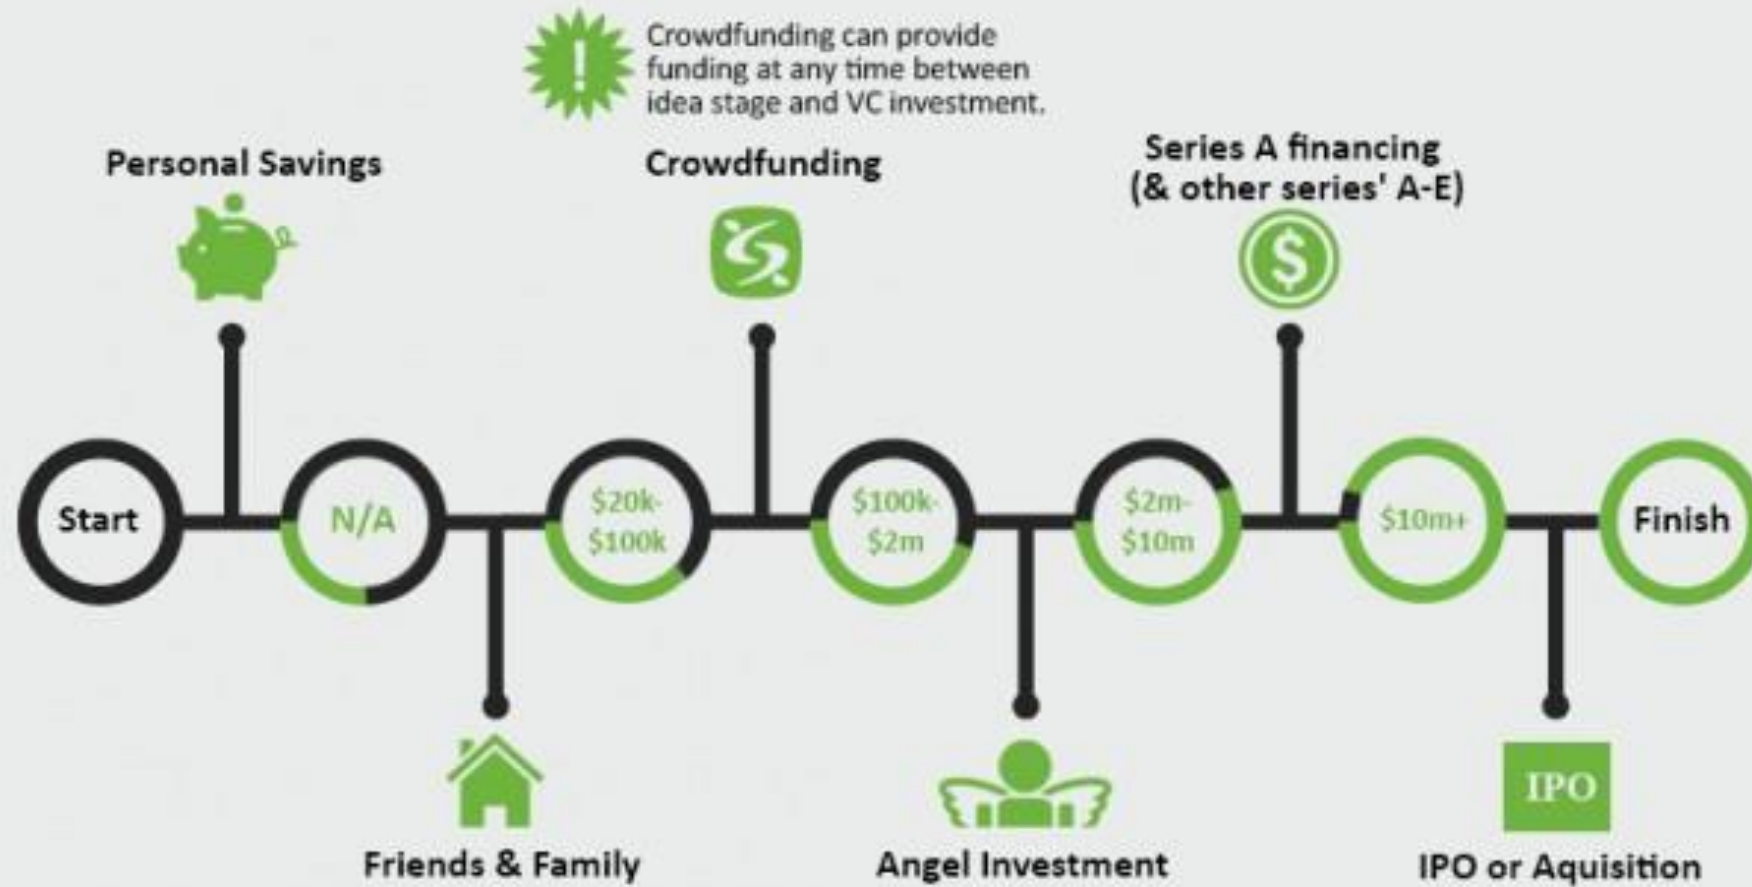 !
Crowdfunding can provide
funding at any time between
idea stage and VC investment.
Personal Savings
Crowdfunding
Series A financing
(& other series' A-E)
$
Start
N/A
$20k-
$100k
$100k-
$2m
$2m-
$10m
$10m+
Finish
Friends & Family
Angel Investment
IPO
IPO or Aquisition